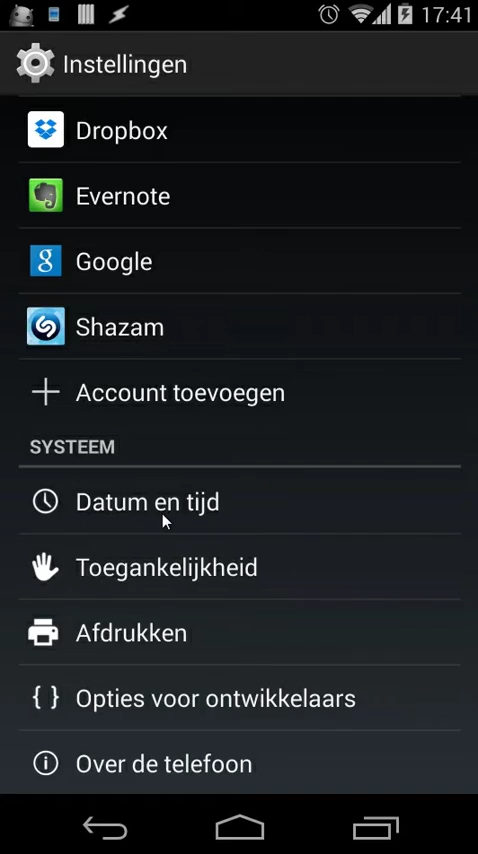 17:41
Instellingen
Dropbox
Evernote
Google
Shazam
Account toevoegen
SYSTEEM
Datum en tijd
Toegankelijkheid
Afdrukken
Opties voor ontwikkelaars
Over de telefoon